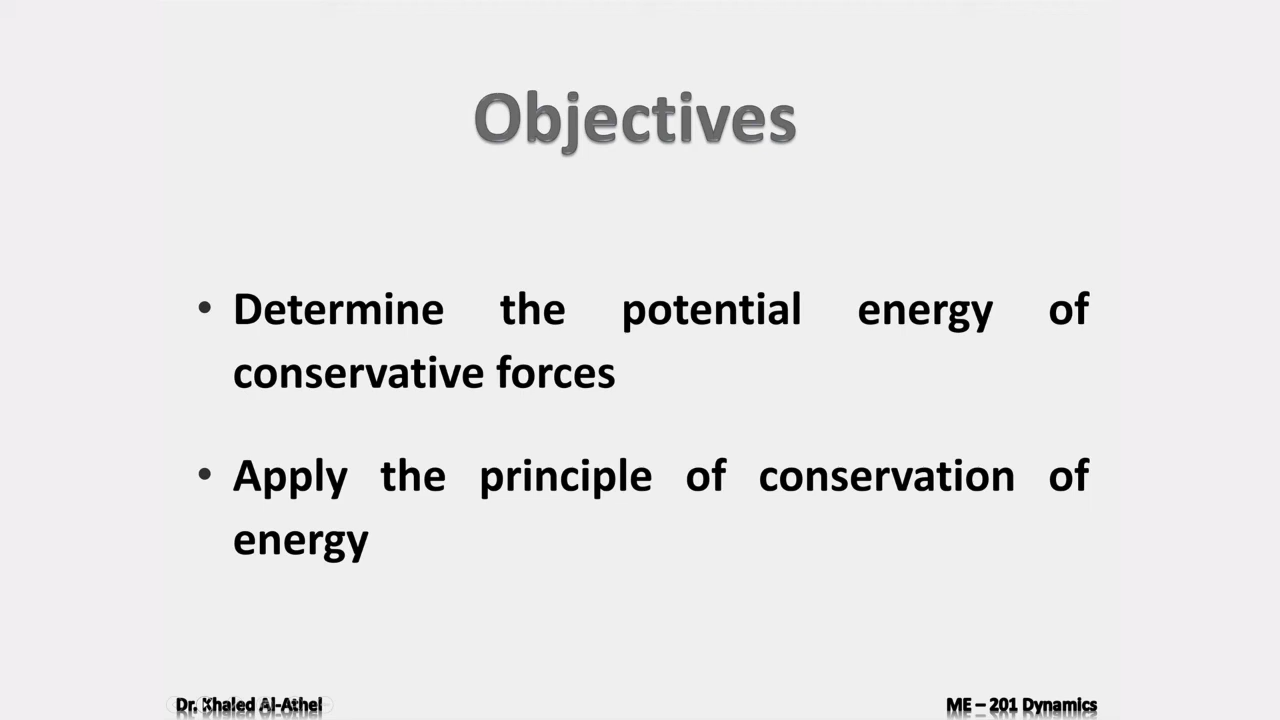 Objectives
• Determine the potential energy of
conservative forces
• Apply the principle of conservation of
energy
Dr. Khaled Al-Athel
ME – 201 Dynamics